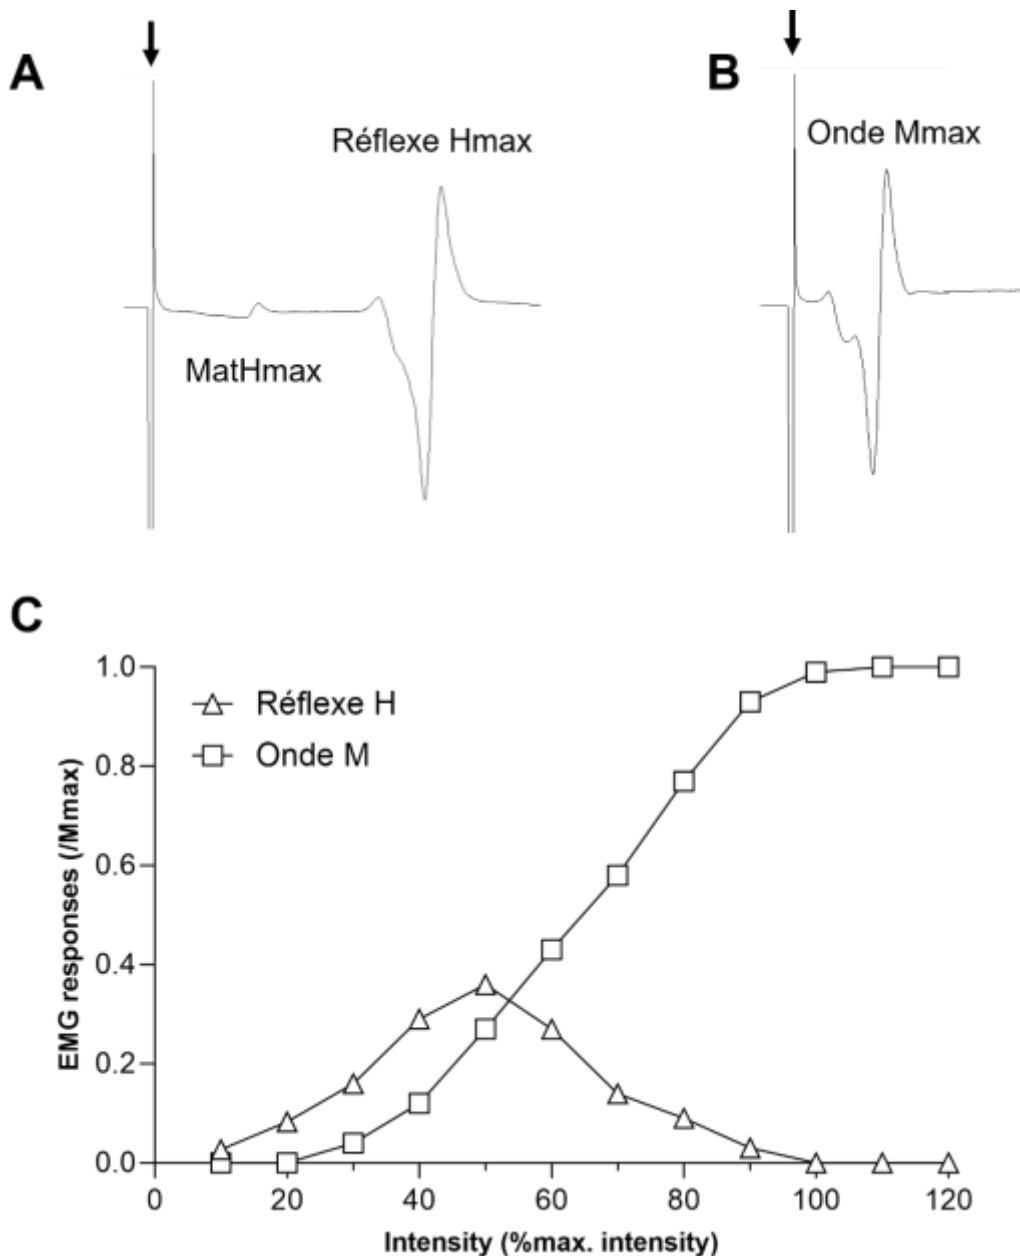 A
B
Réflexe Hmax
Onde Mmax
MatHmax
C
1.0
0.8
0.6
0.4
0.2
0.0
EMG responses (/Mmax)
Réflexe H
Onde M
0 20 40 60 80 100 120
Intensity (%max. intensity)